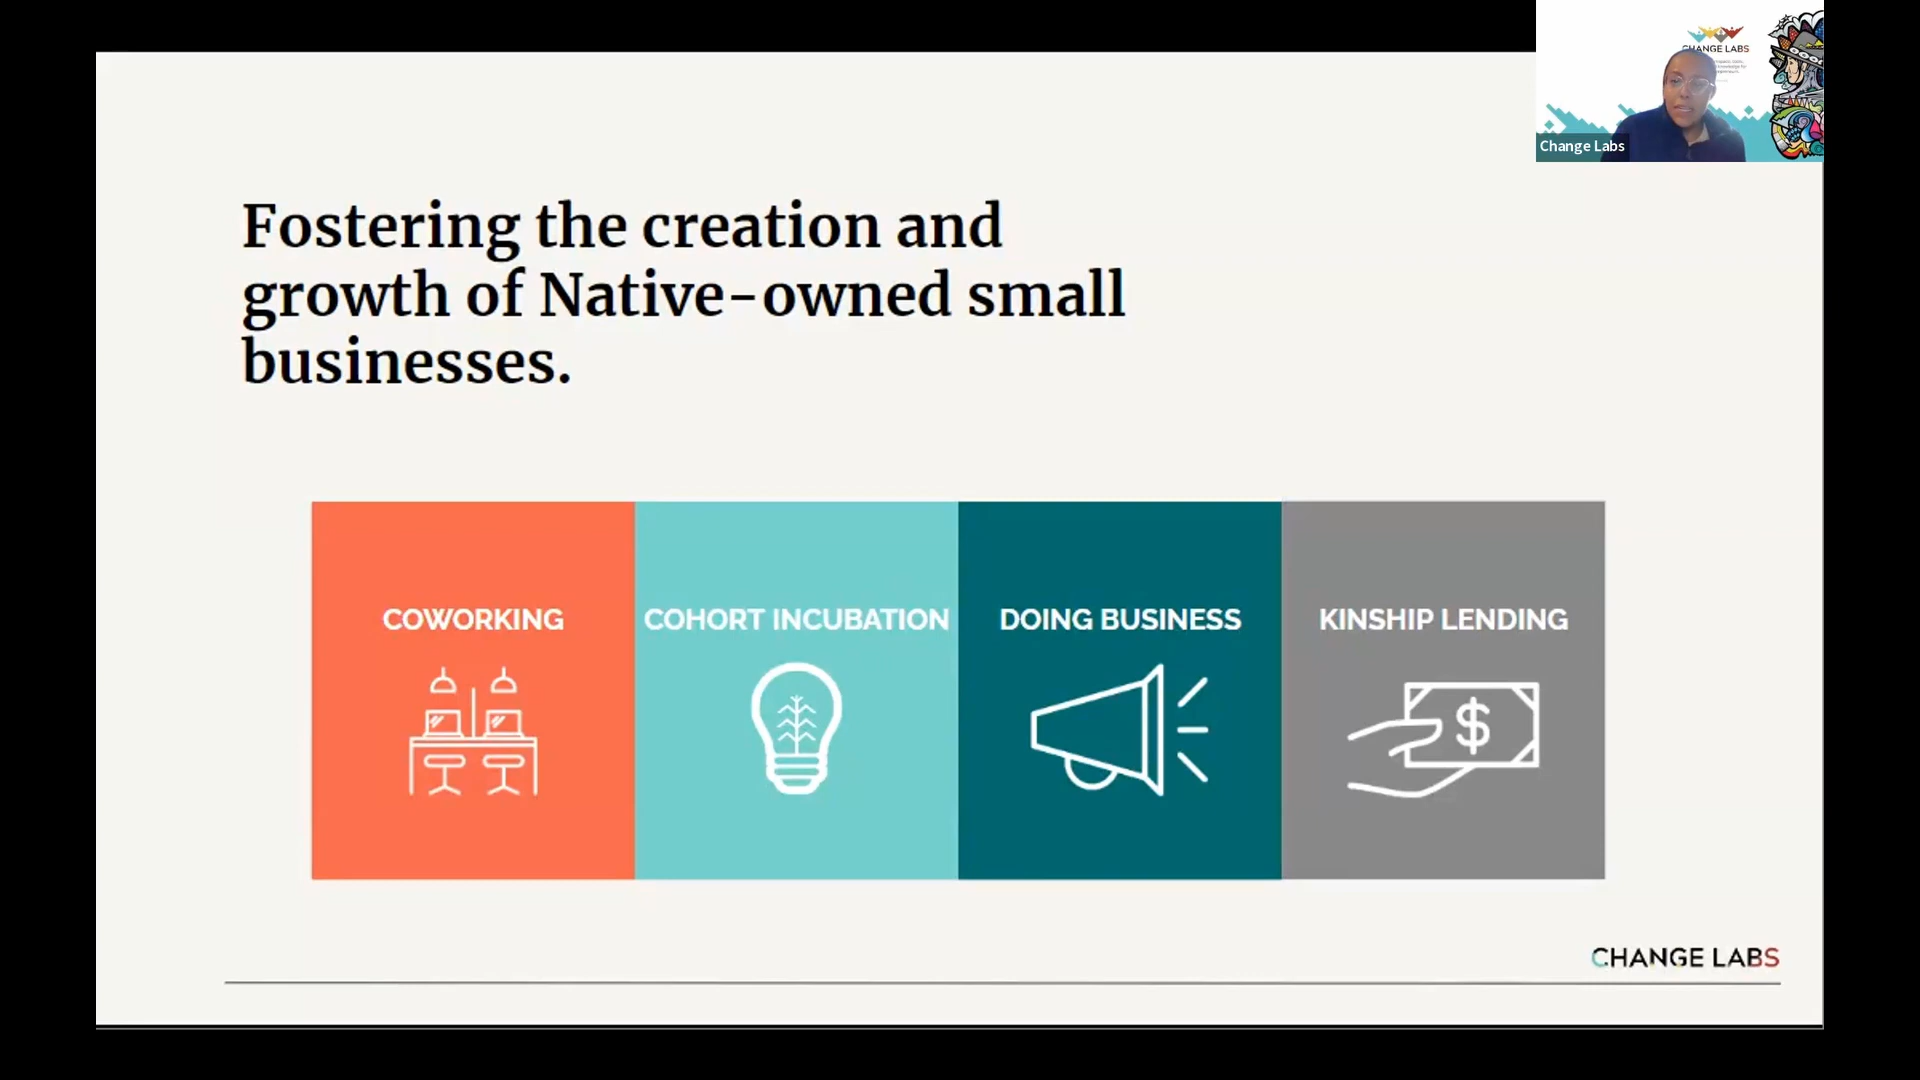 CHANGE LABS
Change Labs
Fostering the creation and
growth of Native-owned small
businesses.
COWORKING
COHORT INCUBATION
DOING BUSINESS
KINSHIP LENDING
$
CHANGE LABS